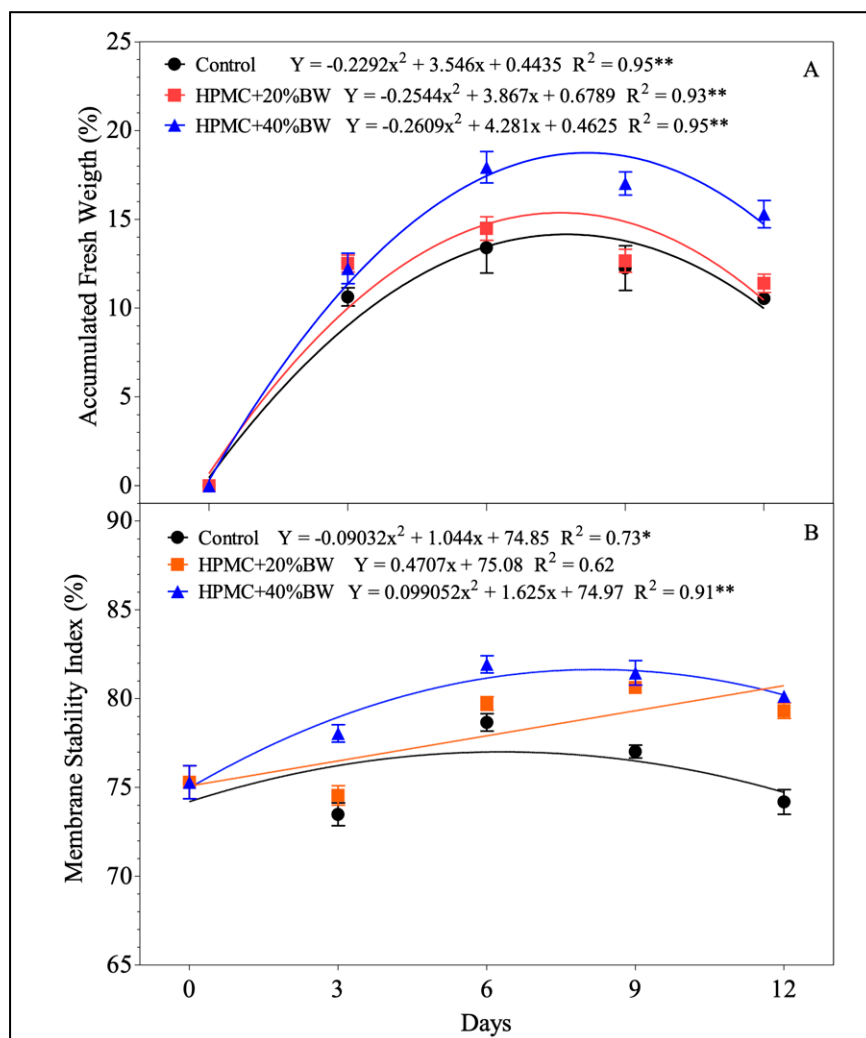 25
20
15
10
5
0
Accumulated Fresh Weigth (%)
A
Control Y = -0.2292x² + 3.546x + 0.4435 R² = 0.95**
HPMC+20%BW Y = -0.2544x² + 3.867x + 0.6789 R² = 0.93**
HPMC+40%BW Y = -0.2609x² + 4.281x + 0.4625 R² = 0.95**
90
85
80
75
70
65
Membrane Stability Index (%)
B
Control Y = -0.09032x² + 1.044x + 74.85 R² = 0.73*
HPMC+20%BW Y = 0.4707x + 75.08 R² = 0.62
HPMC+40%BW Y = 0.099052x² + 1.625x + 74.97 R² = 0.91**
0 3 6 9 12
Days